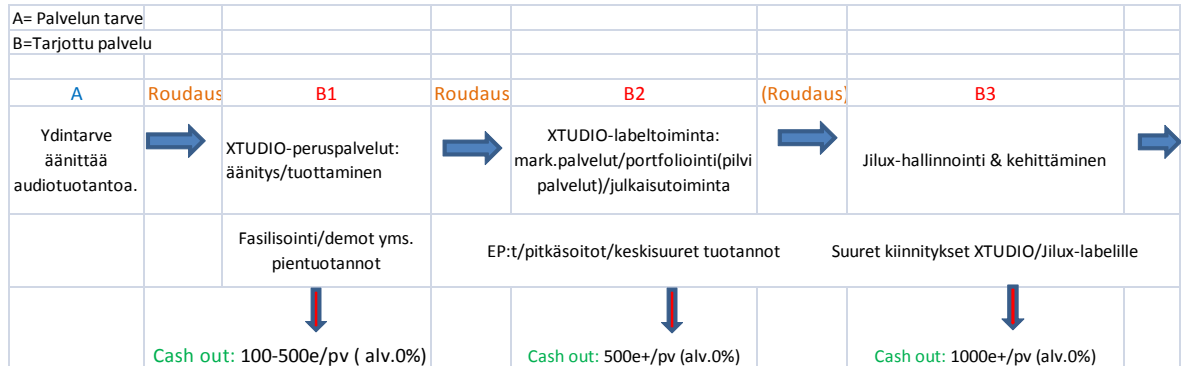 A= Palvelun tarve
B=Tarjottu palvelu
A
Roudaus
B1
Roudaus
B2
(Roudaus)
B3
Ydintarve
äänittää
audiotuotantoa.
XTUDIO-peruspalvelut:
äänitys/tuottaminen
XTUDIO-labeltoiminta:
mark.palvelut/portfoliointi(pilvi
palvelut)/julkaisutoiminta
Jilux-hallinnointi & kehittäminen
Fasilisointi/demot yms.
pientuotannot
EP:t/pitkäsoitot/keskisuuret tuotannot
Suuret kiinnitykset XTUDIO/Jilux-labelille
Cash out: 100-500e/pv ( alv.0%)
Cash out: 500e+/pv (alv.0%)
Cash out: 1000e+/pv (alv.0%)